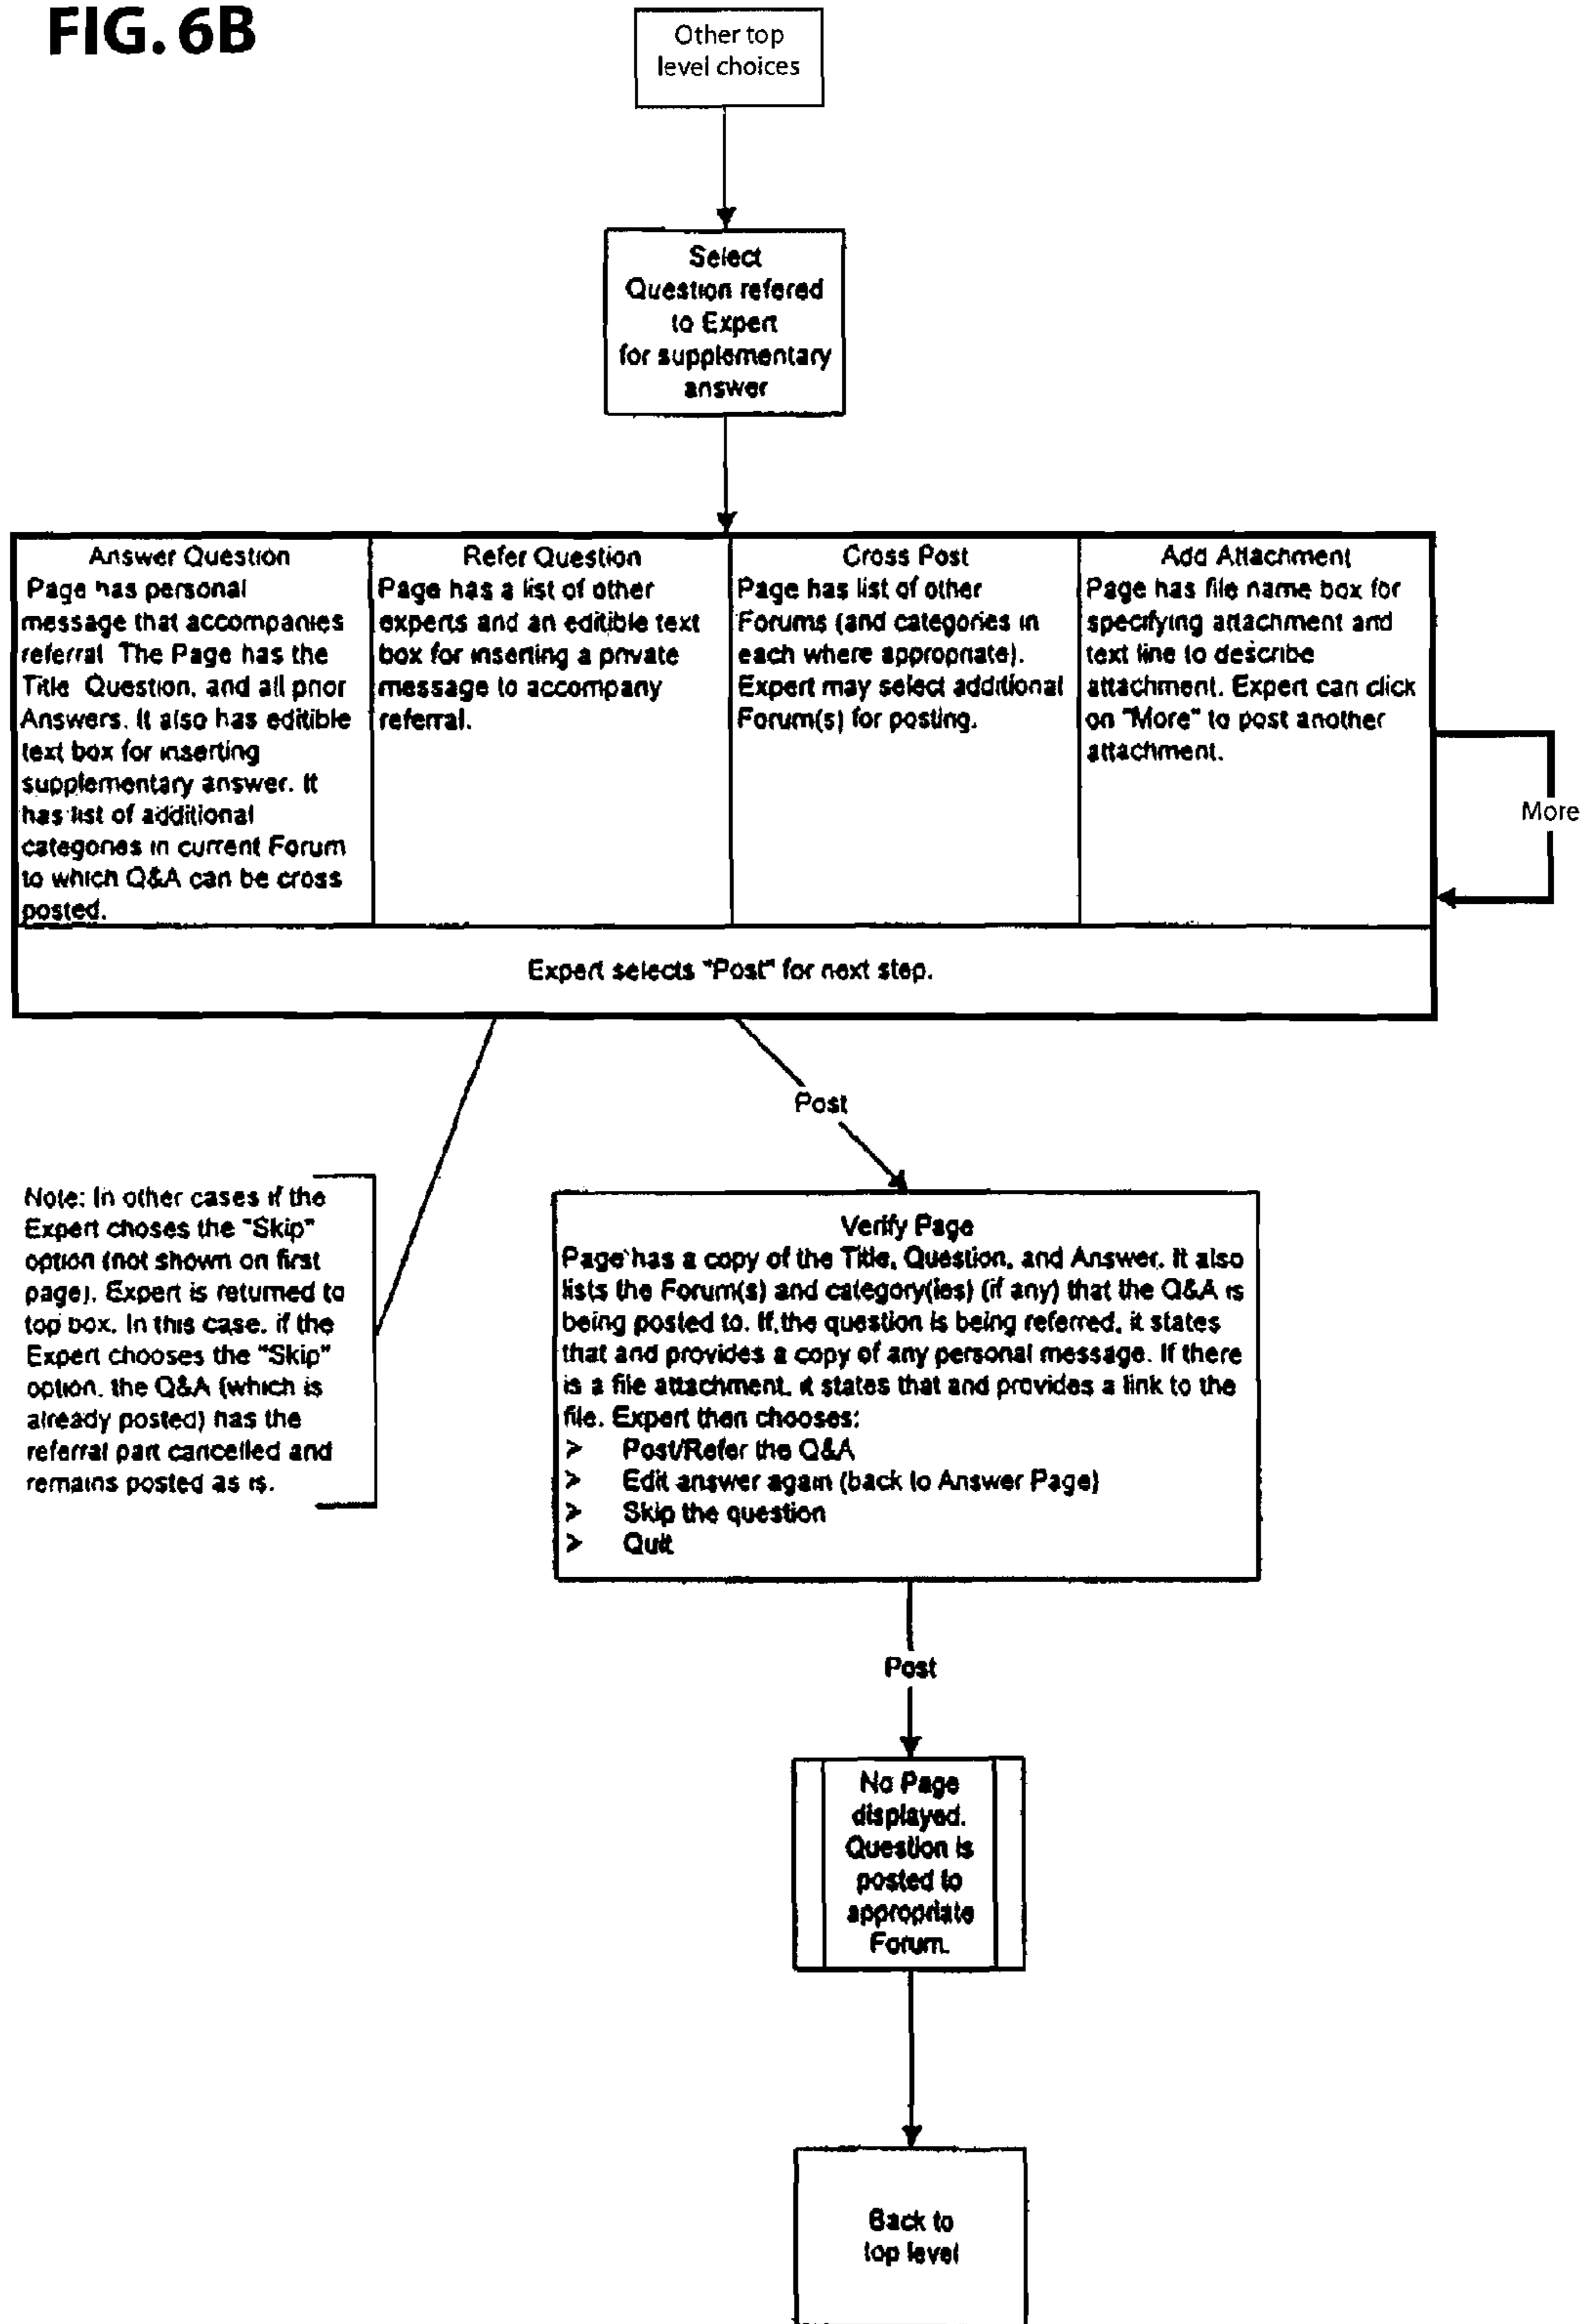 FIG. 6B
Other top
level choices
Select
Question refered
to Expert
for supplementary
answer
Answer Question
Page has personal
message that accompanies
referral. The Page has the
Title Question, and all prior
Answers. It also has editible
text box for inserting
supplementary answer. It
has list of additional
categories in current Forum
to which Q&A can be cross
posted.
Refer Question
Page has a list of other
experts and an editible text
box for inserting a private
message to accompany
referral.
Cross Post
Page has list of other
Forums (and categories in
each where appropriate).
Expert may select additional
Forum(s) for posting.
Add Attachment
Page has file name box for
specifying attachment and
text line to describe
attachment. Expert can click
on "More" to post another
attachment.
More
Expert selects "Post" for next step.
Post
Note: In other cases if the
Expert choses the "Skip"
option (not shown on first
page), Expert is returned to
top box. In this case, if the
Expert chooses the "Skip"
option, the Q&A (which is
already posted) has the
referral part cancelled and
remains posted as is.
Verify Page
Page has a copy of the Title, Question, and Answer. It also
lists the Forum(s) and category(ies) (if any) that the Q&A is
being posted to. If the question is being referred, it states
that and provides a copy of any personal message. If there
is a file attachment, it states that and provides a link to the
file. Expert then chooses:
> Post/Refer the Q&A
> Edit answer again (back to Answer Page)
> Skip the question
> Quit
Post
No Page
displayed.
Question is
posted to
appropriate
Forum.
Back to
top level